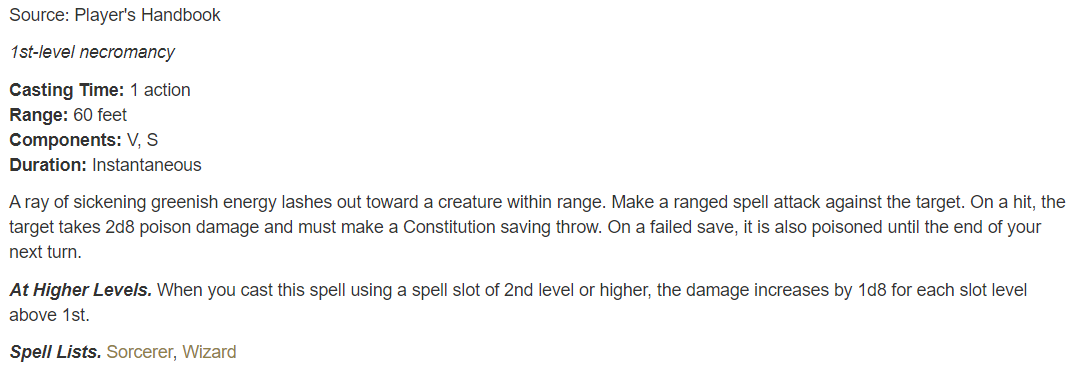 Source: Player's Handbook
1st-level necromancy
Casting Time: 1 action
Range: 60 feet
Components: V, S
Duration: Instantaneous
A ray of sickening greenish energy lashes out toward a creature within range. Make a ranged spell attack against the target. On a hit, the
target takes 2d8 poison damage and must make a Constitution saving throw. On a failed save, it is also poisoned until the end of your
next turn.
At Higher Levels. When you cast this spell using a spell slot of 2nd level or higher, the damage increases by 1d8 for each slot level
above 1st.
Spell Lists. Sorcerer, Wizard